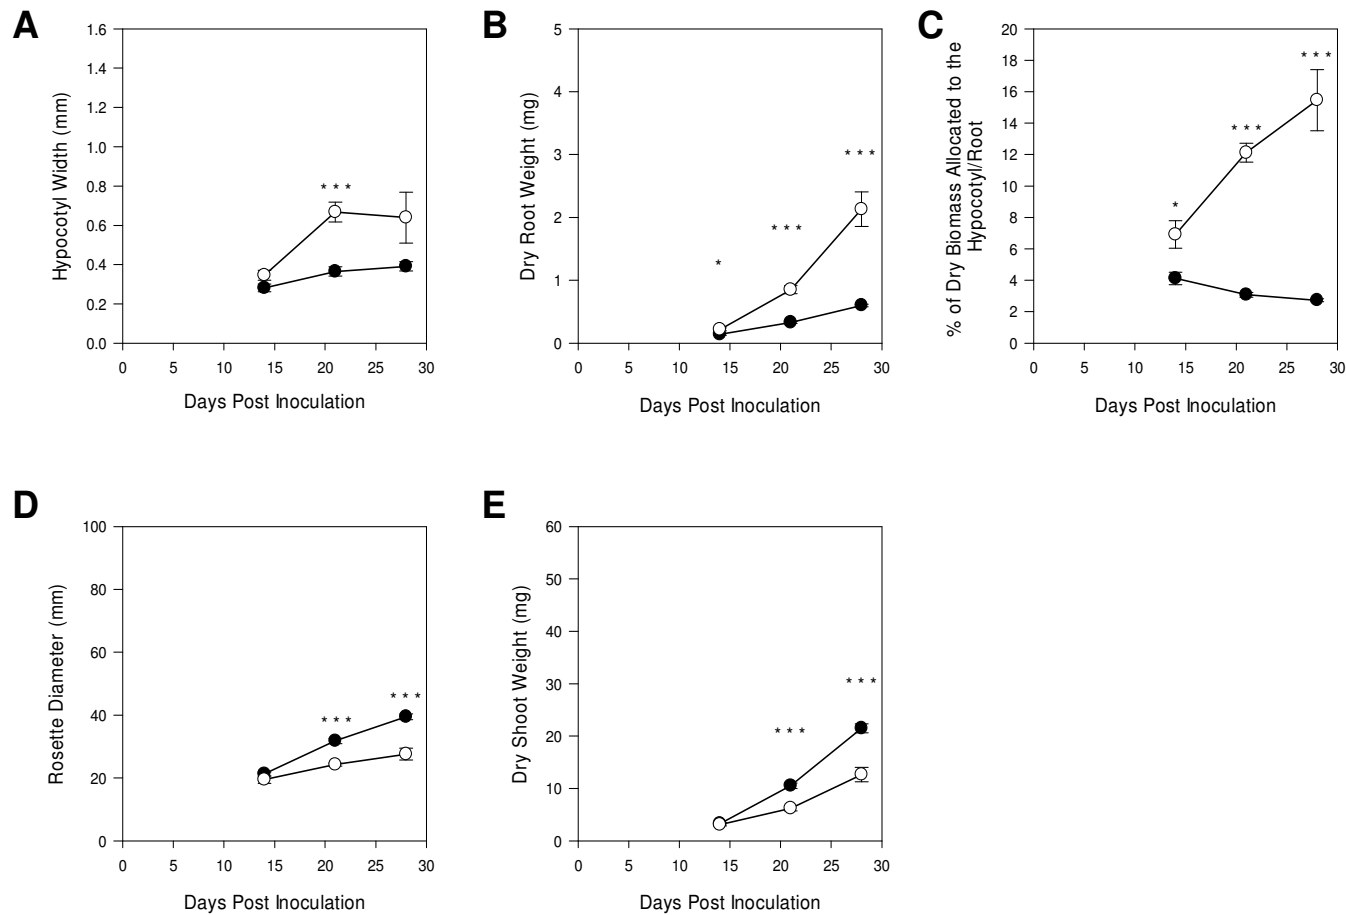 A
Hypocotyl Width (mm)
1.6
1.4
1.2
1.0
0.8
0.6
0.4
0.2
0.0
* * *
0 5 10 15 20 25 30
Days Post Inoculation
B
Dry Root Weight (mg)
5
4
3
2
1
0
* * *
* * *
*
0 5 10 15 20 25 30
Days Post Inoculation
C
% of Dry Biomass Allocated to the
Hypocotyl/Root
20
18
16
14
12
10
8
6
4
2
0
* * *
* * *
*
0 5 10 15 20 25 30
Days Post Inoculation
D
Rosette Diameter (mm)
100
80
60
40
20
0
* * *
* * *
0 5 10 15 20 25 30
Days Post Inoculation
E
Dry Shoot Weight (mg)
60
50
40
30
20
10
0
* * *
* * *
0 5 10 15 20 25 30
Days Post Inoculation